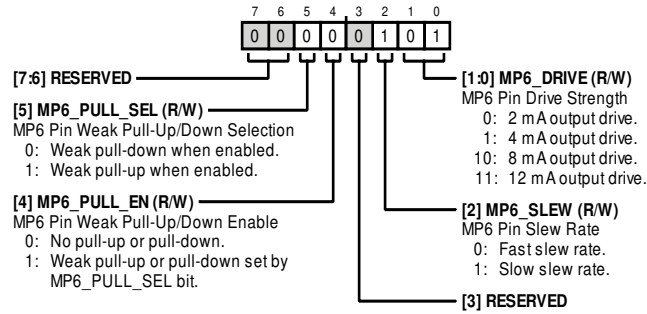 7 6 5 4 3 2 1 0
0 0 0 0 0 1 0 1
[7:6] RESERVED
[5] MP6_PULL_SEL (R/W)
MP6 Pin Weak Pull-Up/Down Selection
0: Weak pull-down when enabled.
1: Weak pull-up when enabled.
[4] MP6_PULL_EN (R/W)
MP6 Pin Weak Pull-Up/Down Enable
0: No pull-up or pull-down.
1: Weak pull-up or pull-down set by
MP6_PULL_SEL bit.
[1:0] MP6_DRIVE (R/W)
MP6 Pin Drive Strength
0: 2 mA output drive.
1: 4 mA output drive.
10: 8 mA output drive.
11: 12 mA output drive.
[2] MP6_SLEW (R/W)
MP6 Pin Slew Rate
0: Fast slew rate.
1: Slow slew rate.
[3] RESERVED